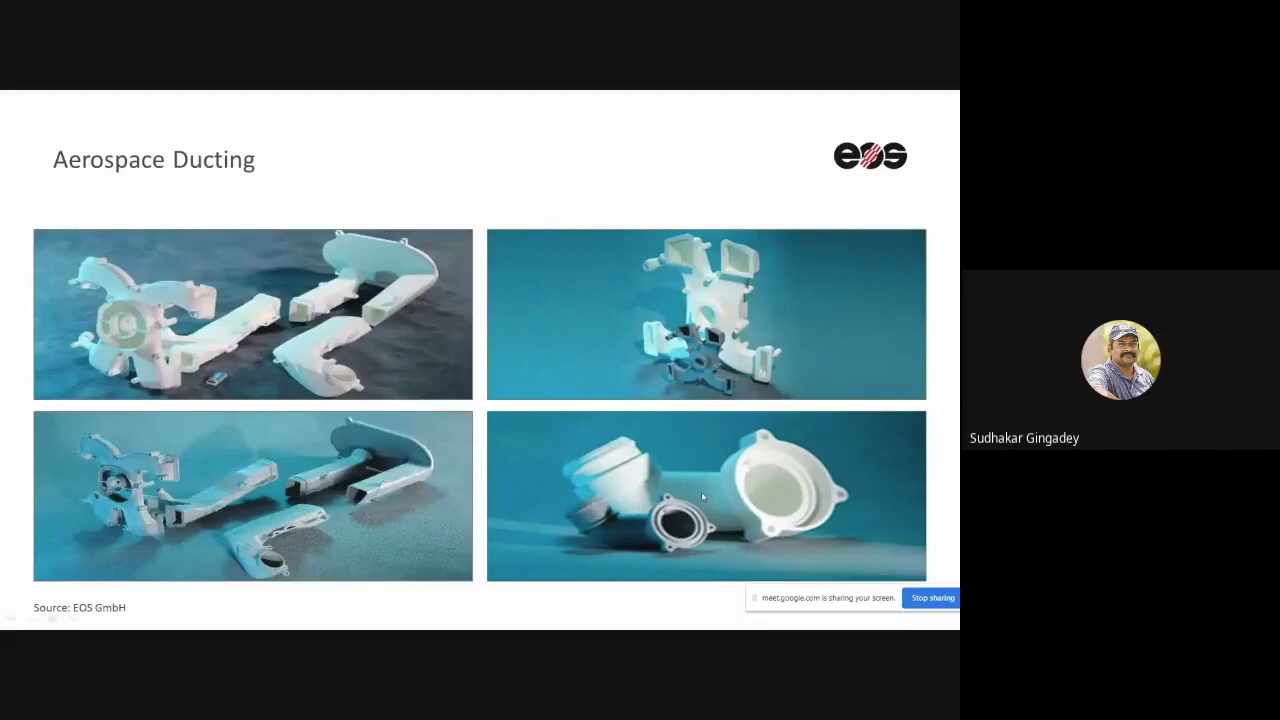 Aerospace Ducting
eos
Source: EOS GmbH
meet.google.com is sharing your screen.
Stop sharing
Sudhakar Gingadey